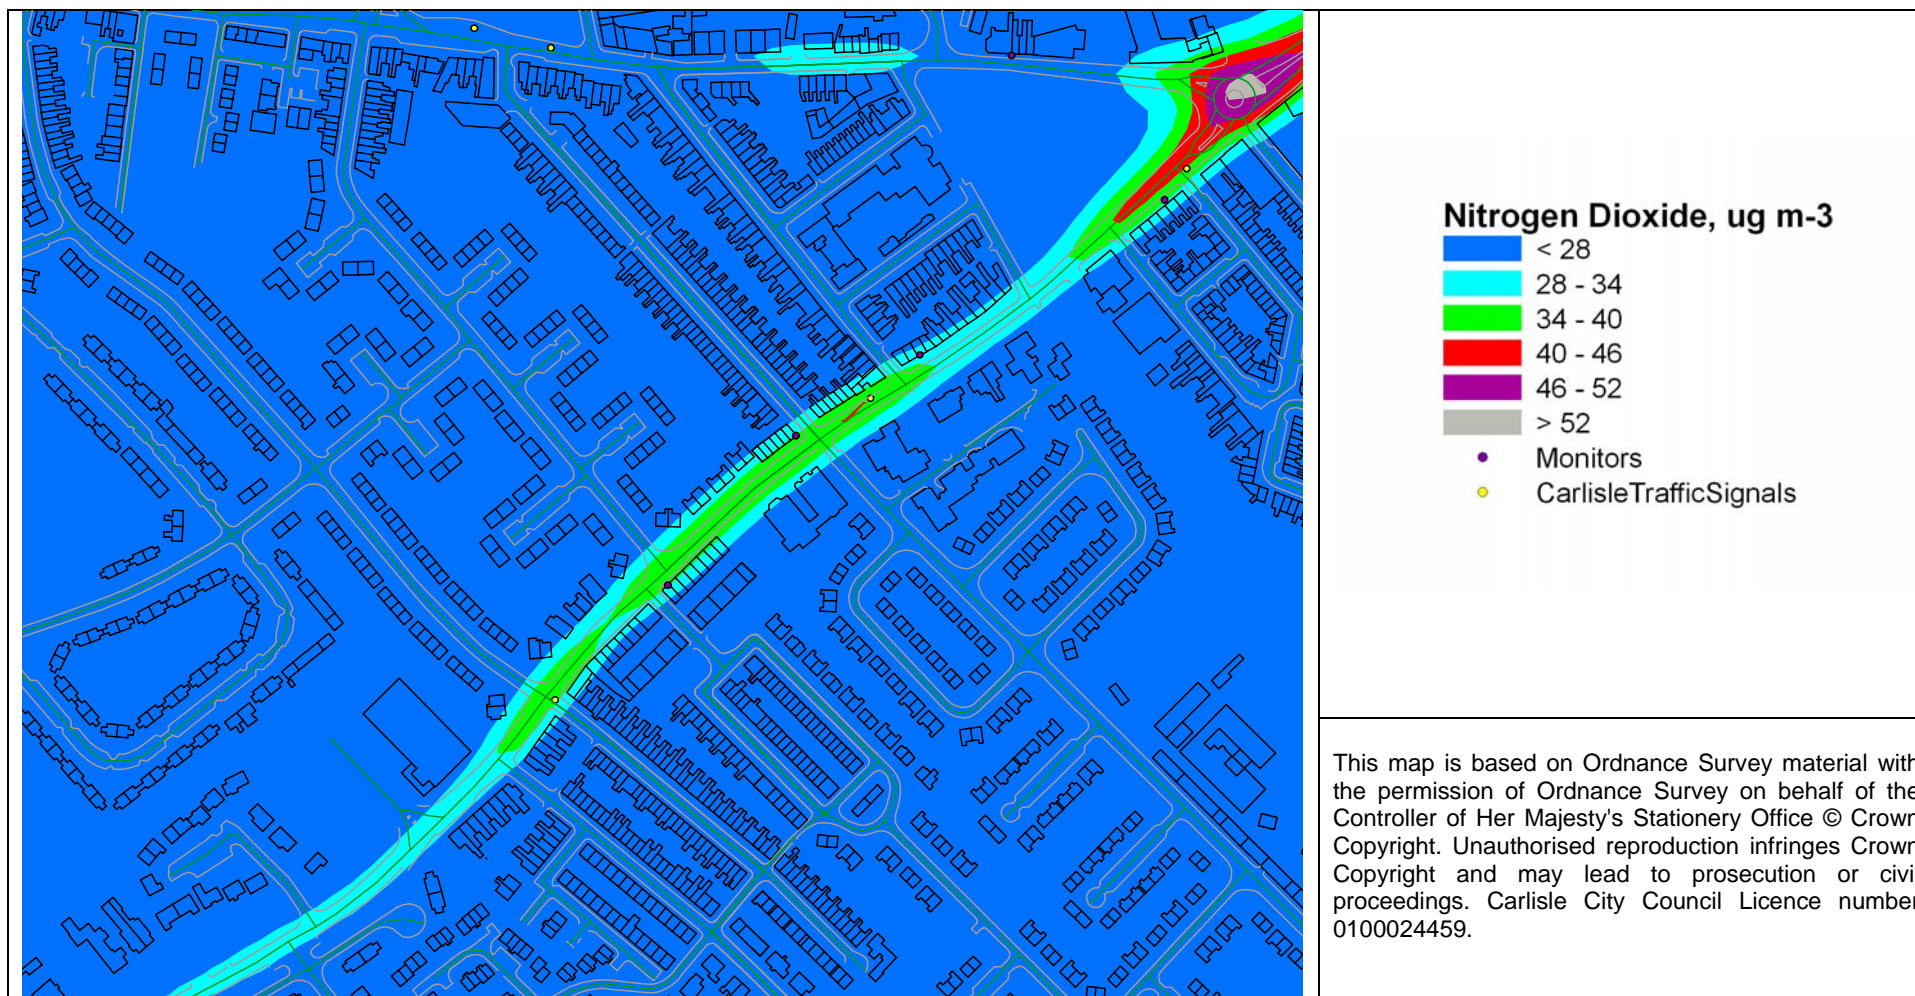 Nitrogen Dioxide, ug m-3
< 28
28 - 34
34 - 40
40 - 46
46 - 52
> 52
Monitors
CarlisleTrafficSignals
This map is based on Ordnance Survey material with
the permission of Ordnance Survey on behalf of the
Controller of Her Majesty's Stationery Office © Crown
Copyright. Unauthorised reproduction infringes Crown
Copyright and may lead to prosecution or civi
proceedings. Carlisle City Council Licence number
0100024459.